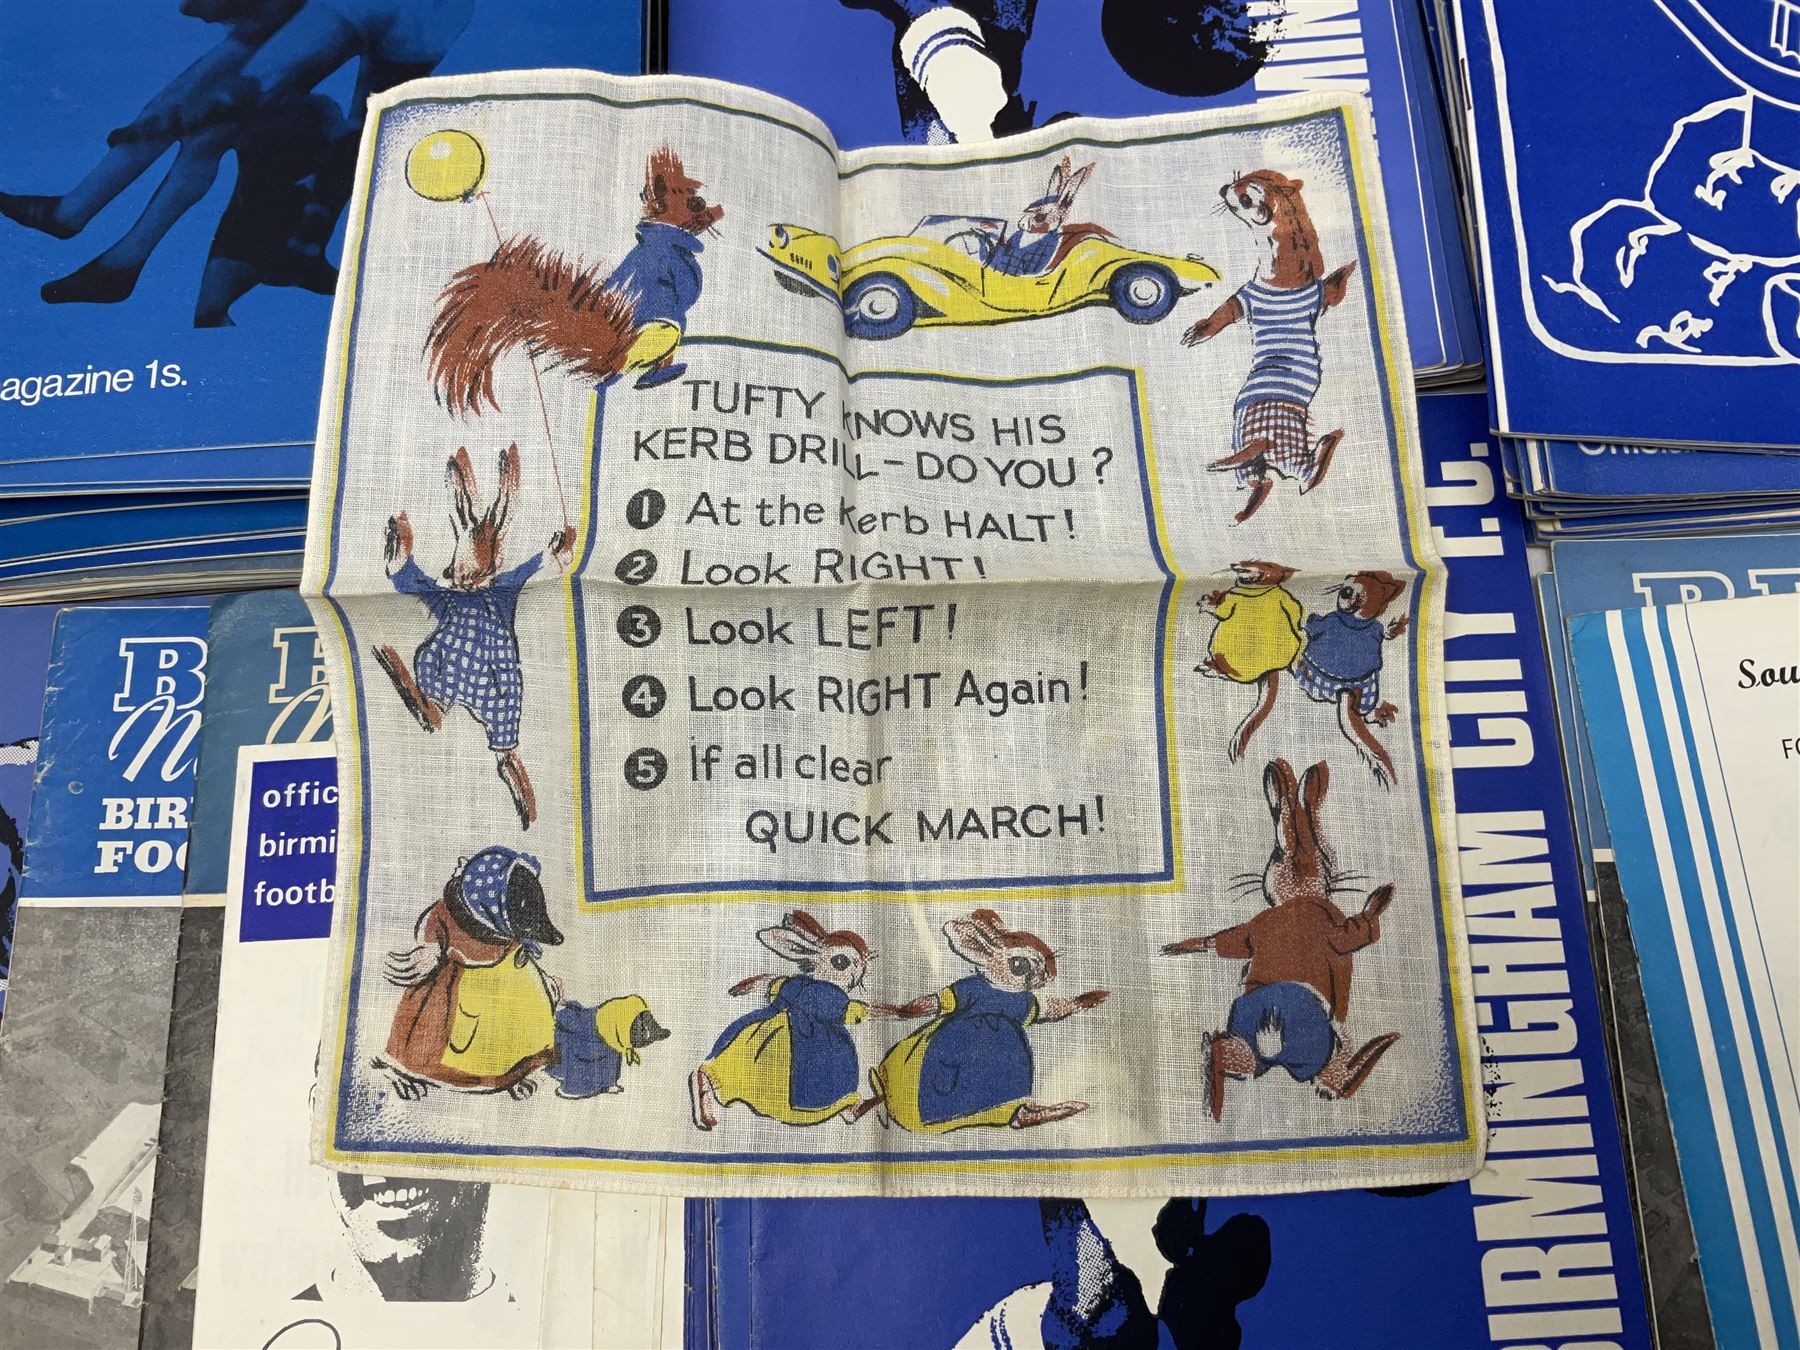 agazine 1s.
TUFTY KNOWS HIS
KERB DRILL - DO YOU?
1 At the Kerb HALT!
2 Look RIGHT!
3 Look LEFT!
4 Look RIGHT Again!
5 If all clear
QUICK MARCH!
BIRMINGHAM CITY F.C.
B
N
BIR
FOO
offic
birmi
footb
Sou
FO